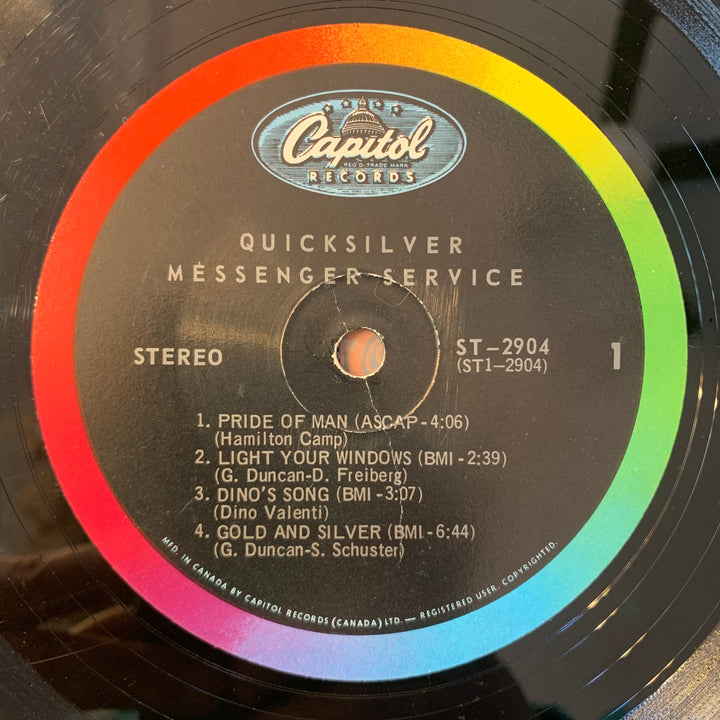 Capitol
REG'D. TRADE MARK
RECORDS
QUICKSILVER
MESSENGER SERVICE
STEREO
ST-2904
(ST1-2904)
1
1. PRIDE OF MAN (ASCAP-4:06)
(Hamilton Camp)
2. LIGHT YOUR WINDOWS (BMI-2:39)
(G. Duncan-D. Freiberg)
3. DINO'S SONG (BMI-3:07)
(Dino Valenti)
4. GOLD AND SILVER (BMI-6:44)
(G. Duncan-S. Schuster)
MFD. IN CANADA BY CAPITOL RECORDS (CANADA) LTD. — REGISTERED USER. COPYRIGHTED.